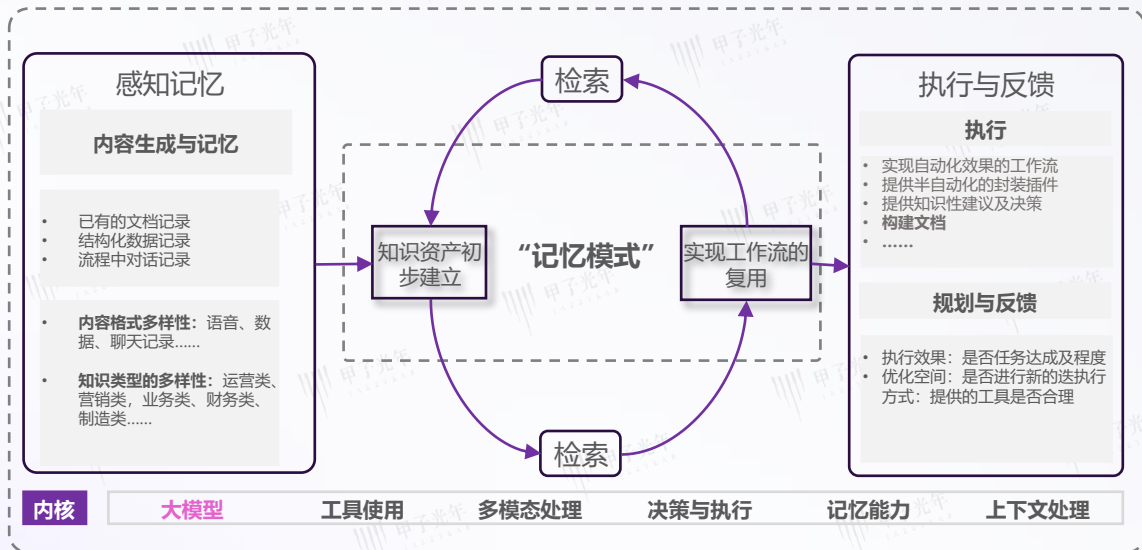 感知记忆
内容生成与记忆
• 已有的文档记录
• 结构化数据记录
• 流程中对话记录
• 内容格式多样性：语音、数
据、聊天记录……
• 知识类型的多样性：运营类、
营销类，业务类、财务类、
制造类……
检索
知识资产初
步建立
“记忆模式”
实现工作流的
复用
检索
执行与反馈
执行
• 实现自动化效果的工作流
• 提供半自动化的封装插件
• 提供知识性建议及决策
• 构建文档
• ……
规划与反馈
• 执行效果：是否任务达成及程度
• 优化空间：是否进行新的迭执行
方式：提供的工具是否合理
内核
大模型
工具使用
多模态处理
决策与执行
记忆能力
上下文处理
甲子光年